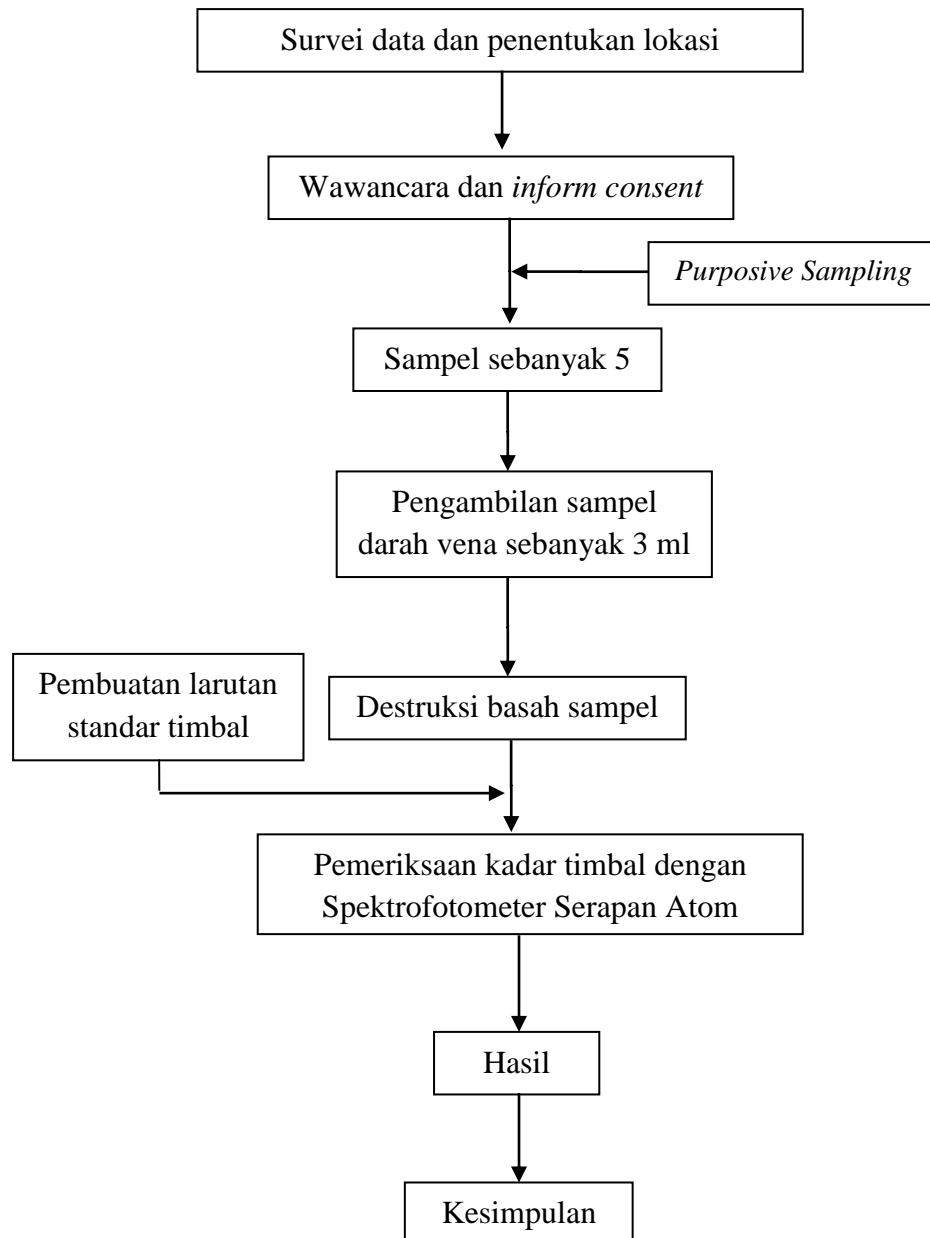 Survei data dan penentukan lokasi
Wawancara dan inform consent
Purposive Sampling
Sampel sebanyak 5
Pengambilan sampel
darah vena sebanyak 3 ml
Pembuatan larutan
standar timbal
Destruksi basah sampel
Pemeriksaan kadar timbal dengan
Spektrofotometer Serapan Atom
Hasil
Kesimpulan